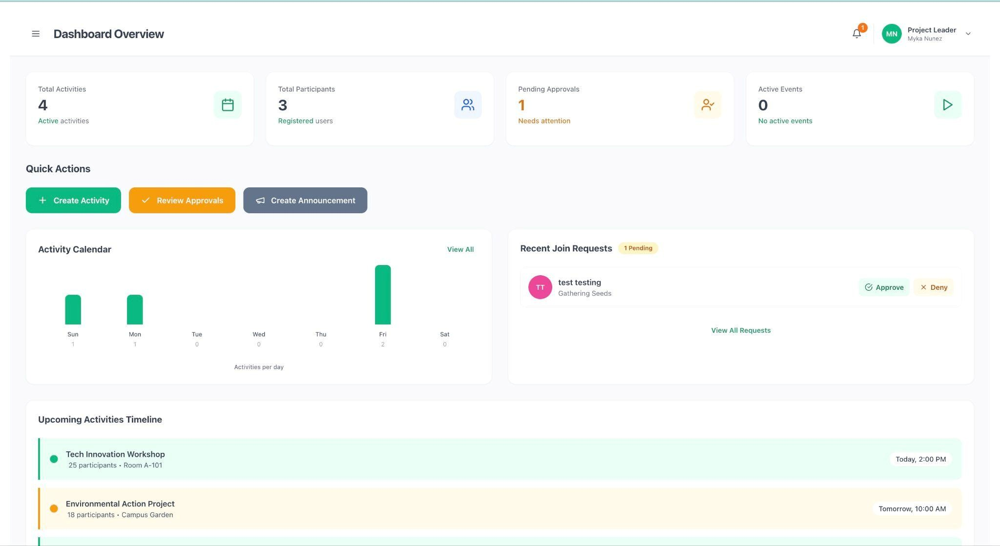 Dashboard Overview
1
MN
Project Leader
Myka Nunez
Total Activities
4
Active activities
Total Participants
3
Registered users
Pending Approvals
1
Needs attention
Active Events
0
No active events
Quick Actions
Create Activity
Review Approvals
Create Announcement
Activity Calendar
View All
Sun Mon Tue Wed Thu Fri Sat
1 1 0 0 0 2 0
Activities per day
Recent Join Requests
1 Pending
TT
test testing
Gathering Seeds
Approve
Deny
View All Requests
Upcoming Activities Timeline
Tech Innovation Workshop
25 participants • Room A-101
Today, 2:00 PM
Environmental Action Project
18 participants • Campus Garden
Tomorrow, 10:00 AM